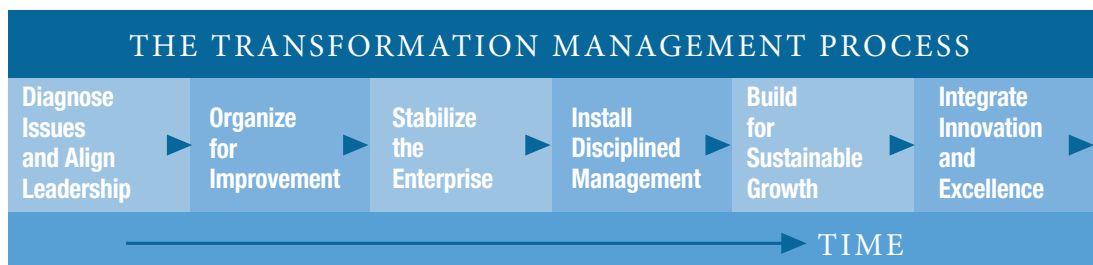 THE TRANSFORMATION MANAGEMENT PROCESS
Diagnose
Issues
and Align
Leadership
Organize
for
Improvement
Stabilize
the
Enterprise
Install
Disciplined
Management
Build
for
Sustainable
Growth
Integrate
Innovation
and
Excellence
TIME